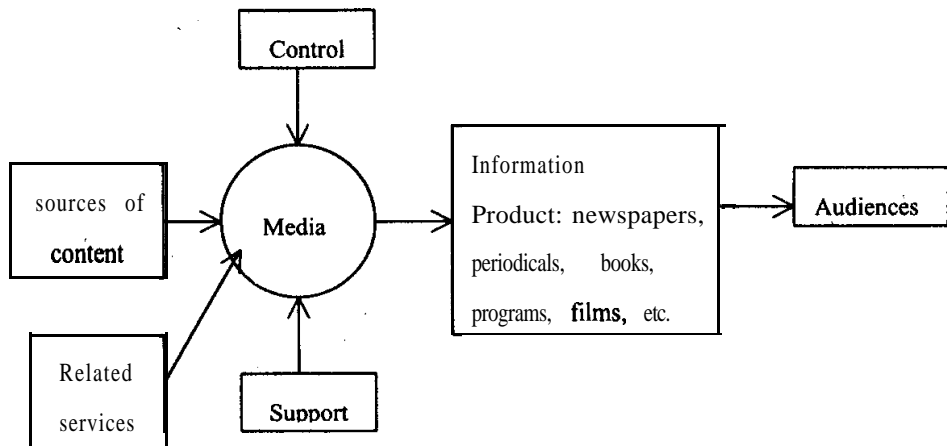 Control
sources of
content
Media
Information
Product: newspapers,
periodicals, books,
programs, films, etc.
Audiences
Related
services
Support